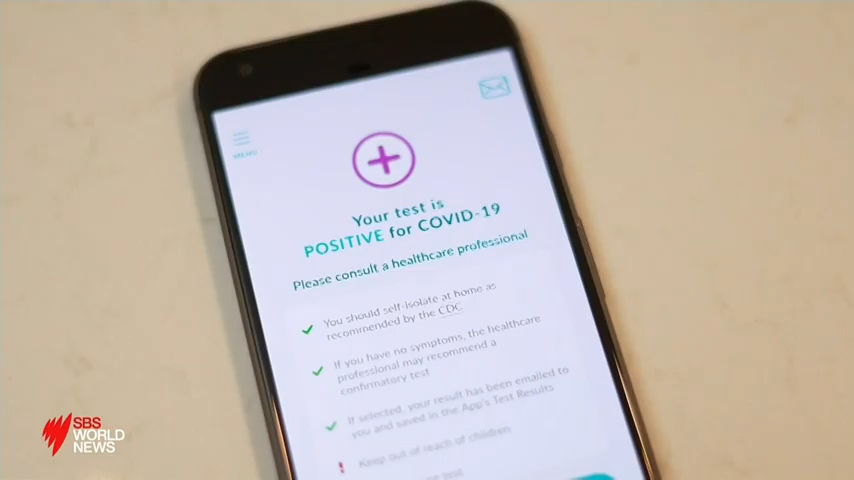 MENU
Your test is
POSITIVE for COVID-19
Please consult a healthcare professional
You should self-isolate at home as
recommended by the CDC
If you have no symptoms, the healthcare
professional may recommend a
confirmatory test
If selected, your result has been emailed to
you and saved in the App's Test Results
Keep out of reach of children
test
SBS
WORLD
NEWS